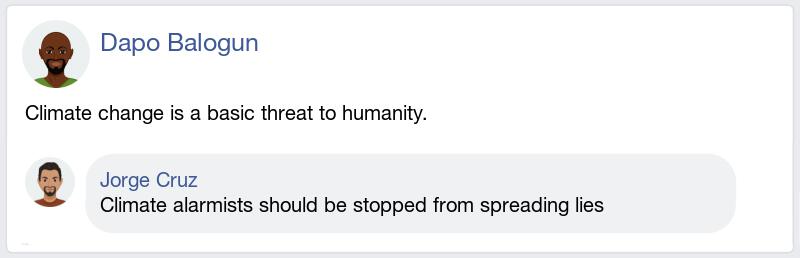 Dapo Balogun
Climate change is a basic threat to humanity.
Jorge Cruz
Climate alarmists should be stopped from spreading lies